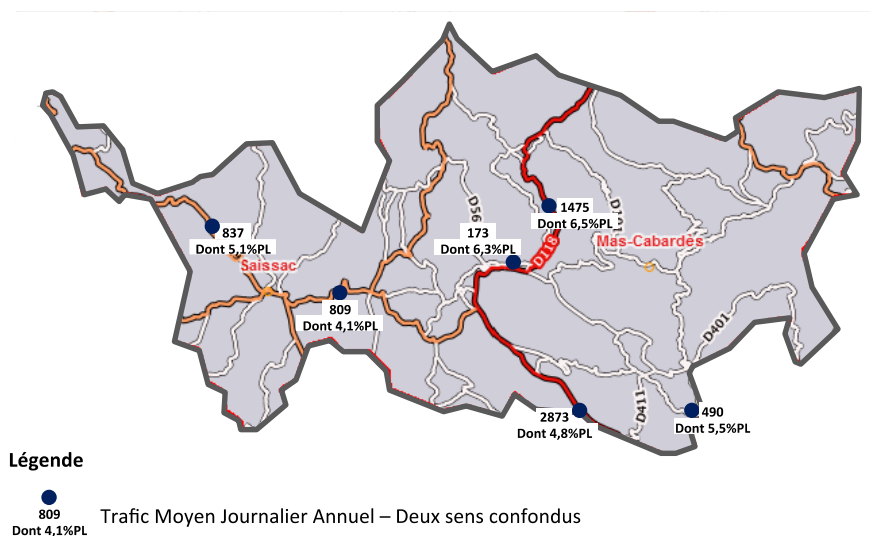 837
Dont 5,1%PL
Saissac
809
Dont 4,1%PL
D56
173
Dont 6,3%PL
1475
Dont 6,5%PL
D118
Mas-Cabardès
D401
D411
2873
Dont 4,8%PL
490
Dont 5,5%PL
Légende
809
Dont 4,1%PL
Trafic Moyen Journalier Annuel – Deux sens confondus